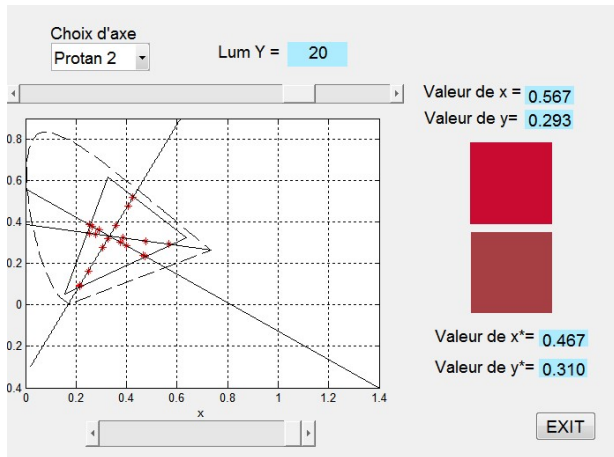 Choix d'axe
Protan 2
Lum Y = 20
Valeur de x = 0.567
Valeur de y= 0.293
0.8
0.6
0.4
0.2
0
0.2
0.4
0 0.2 0.4 0.6 0.8 1 1.2 1.4
x
Valeur de x*= 0.467
Valeur de y*= 0.310
EXIT